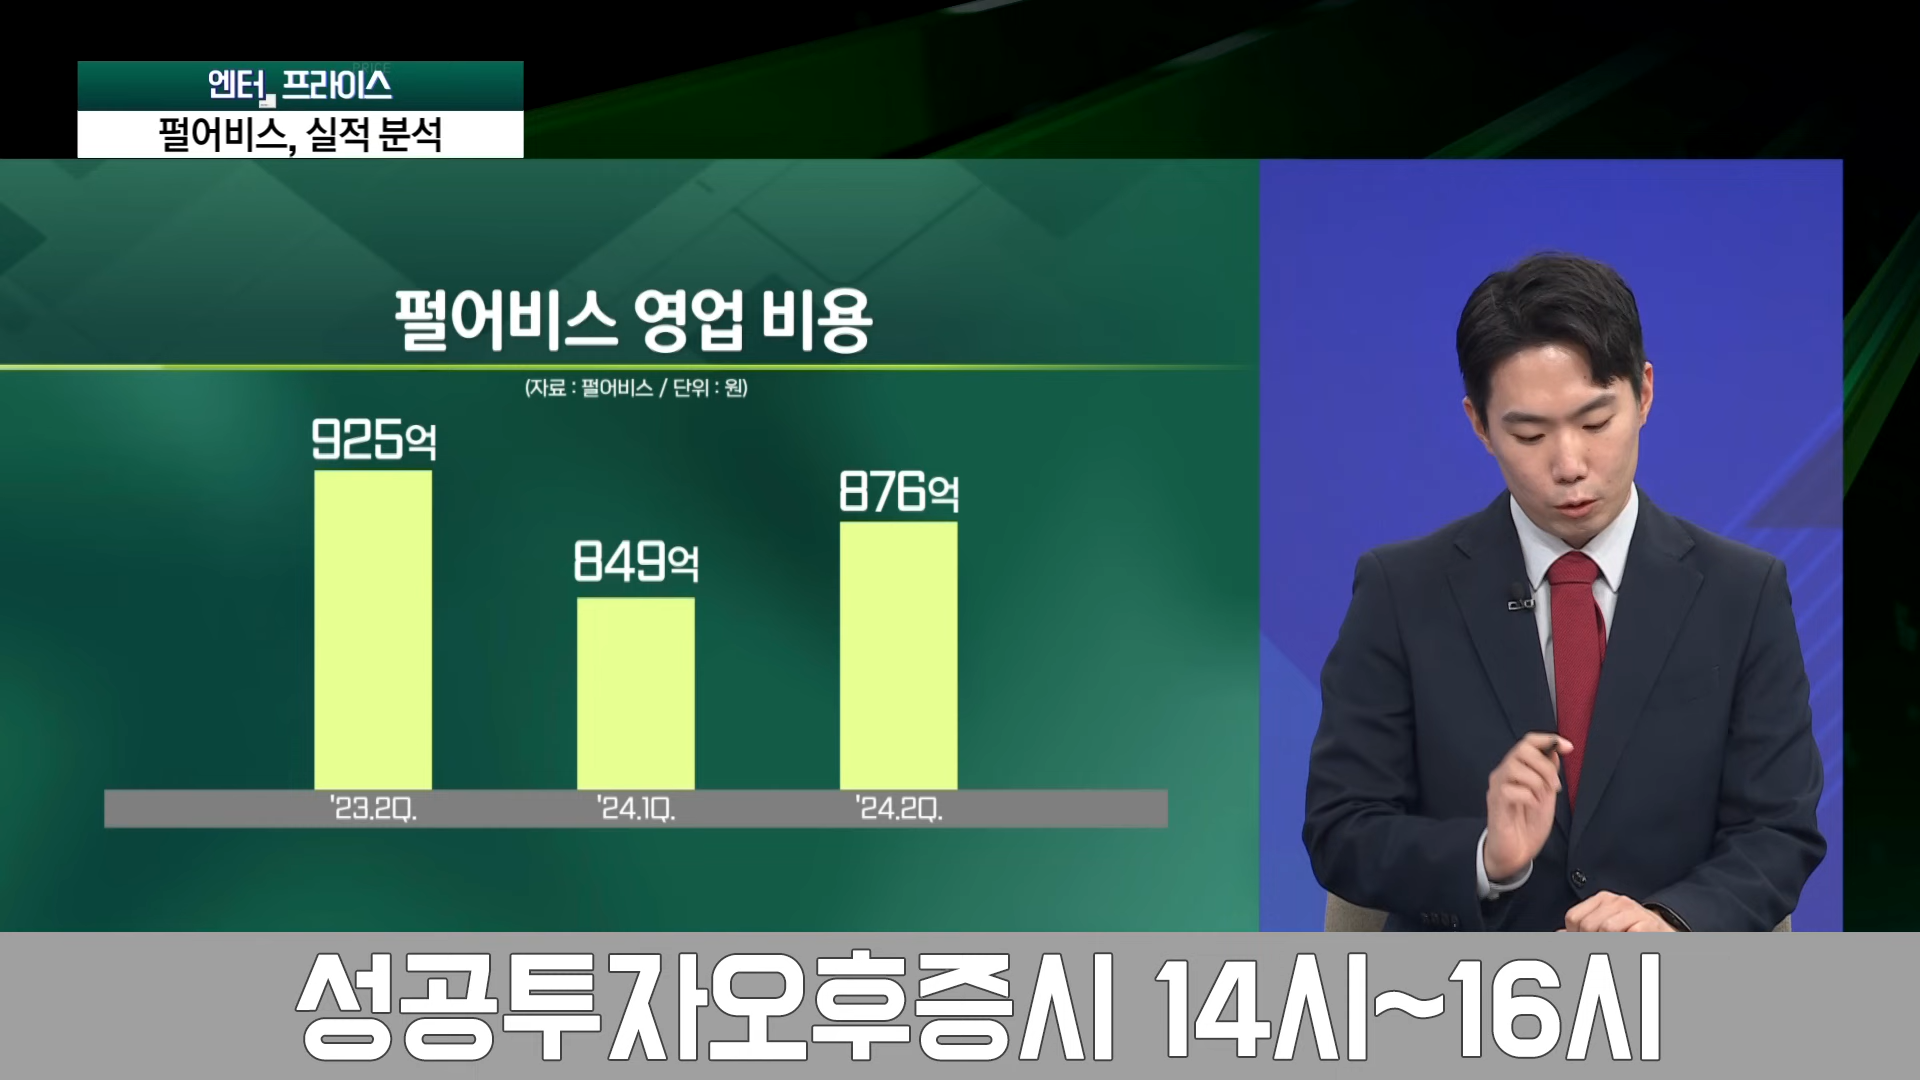 PRICE
엔터_프라이스
펄어비스, 실적 분석
펄어비스 영업 비용
(자료 : 펄어비스 / 단위 : 원)
925억
849억
876억
'23.2Q.
'24.1Q.
'24.2Q.
성공투자오후증시 14시~16시